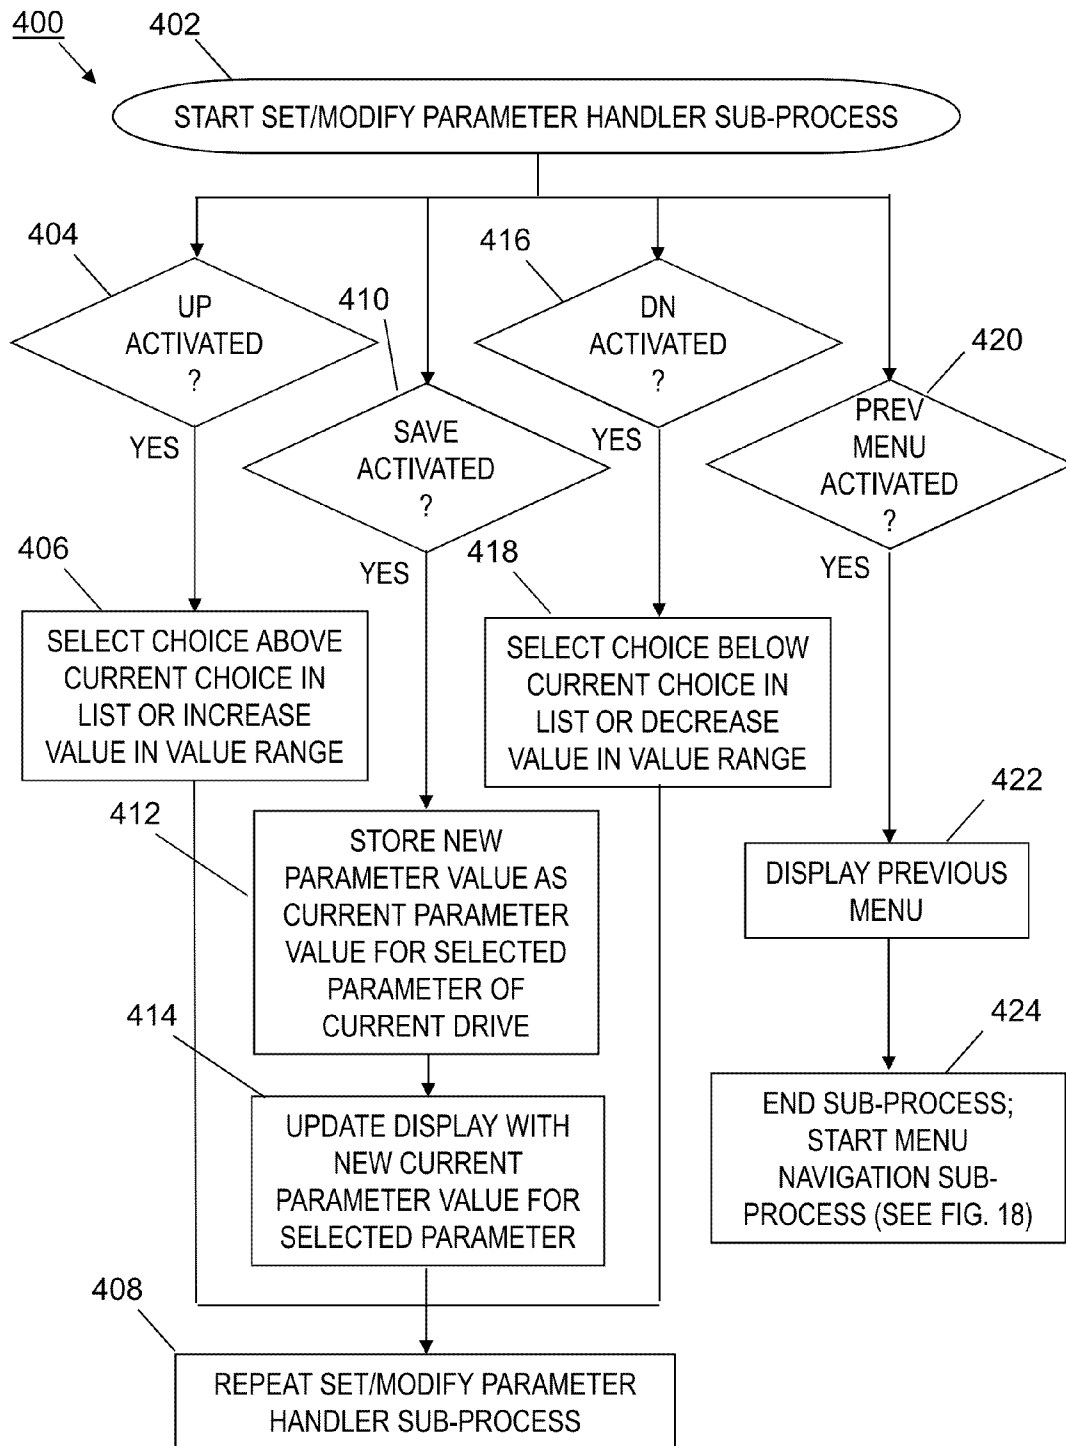 400
402
START SET/MODIFY PARAMETER HANDLER SUB-PROCESS
404
UP
ACTIVATED
?
YES
410
SAVE
ACTIVATED
?
YES
416
DN
ACTIVATED
?
YES
420
PREV
MENU
ACTIVATED
?
YES
406
SELECT CHOICE ABOVE
CURRENT CHOICE IN
LIST OR INCREASE
VALUE IN VALUE RANGE
418
SELECT CHOICE BELOW
CURRENT CHOICE IN
LIST OR DECREASE
VALUE IN VALUE RANGE
412
STORE NEW
PARAMETER VALUE AS
CURRENT PARAMETER
VALUE FOR SELECTED
PARAMETER OF
CURRENT DRIVE
422
DISPLAY PREVIOUS
MENU
414
UPDATE DISPLAY WITH
NEW CURRENT
PARAMETER VALUE FOR
SELECTED PARAMETER
424
END SUB-PROCESS;
START MENU
NAVIGATION SUB-
PROCESS (SEE FIG. 18)
408
REPEAT SET/MODIFY PARAMETER
HANDLER SUB-PROCESS